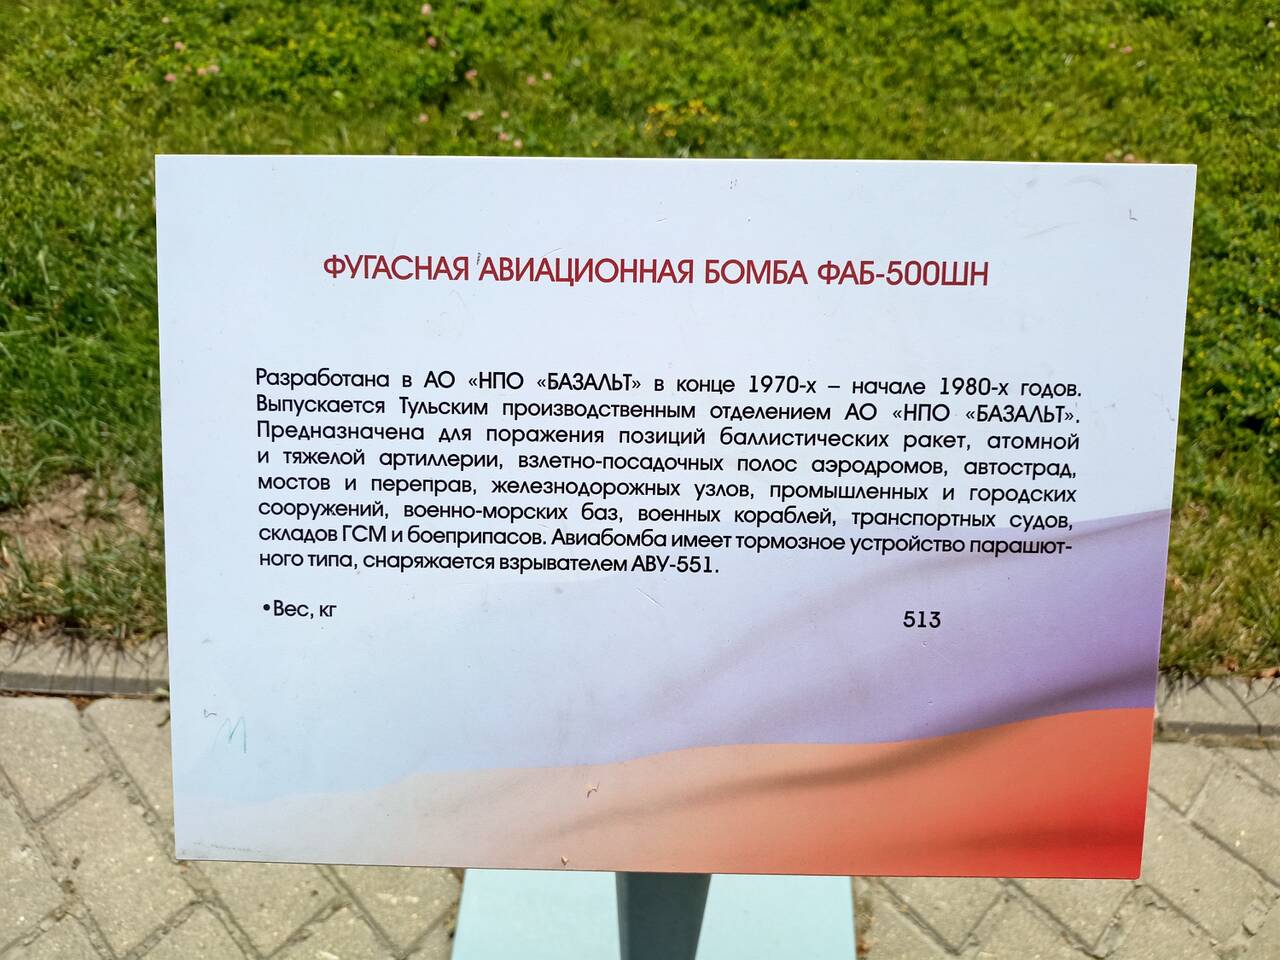 ФУГАСНАЯ АВИАЦИОННАЯ БОМБА ФАБ-500ШН
Разработана в АО «НПО «БАЗАЛЬТ» в конце 1970-х – начале 1980-х годов.
Выпускается Тульским производственным отделением АО «НПО «БАЗАЛЬТ».
Предназначена для поражения позиций баллистических ракет, атомной
и тяжелой артиллерии, взлетно-посадочных полос аэродромов, автострад,
мостов и переправ, железнодорожных узлов, промышленных и городских
сооружений, военно-морских баз, военных кораблей, транспортных судов,
складов ГСМ и боеприпасов. Авиабомба имеет тормозное устройство парашют-
ного типа, снаряжается взрывателем АВУ-551.
•Вес, кг 513
М